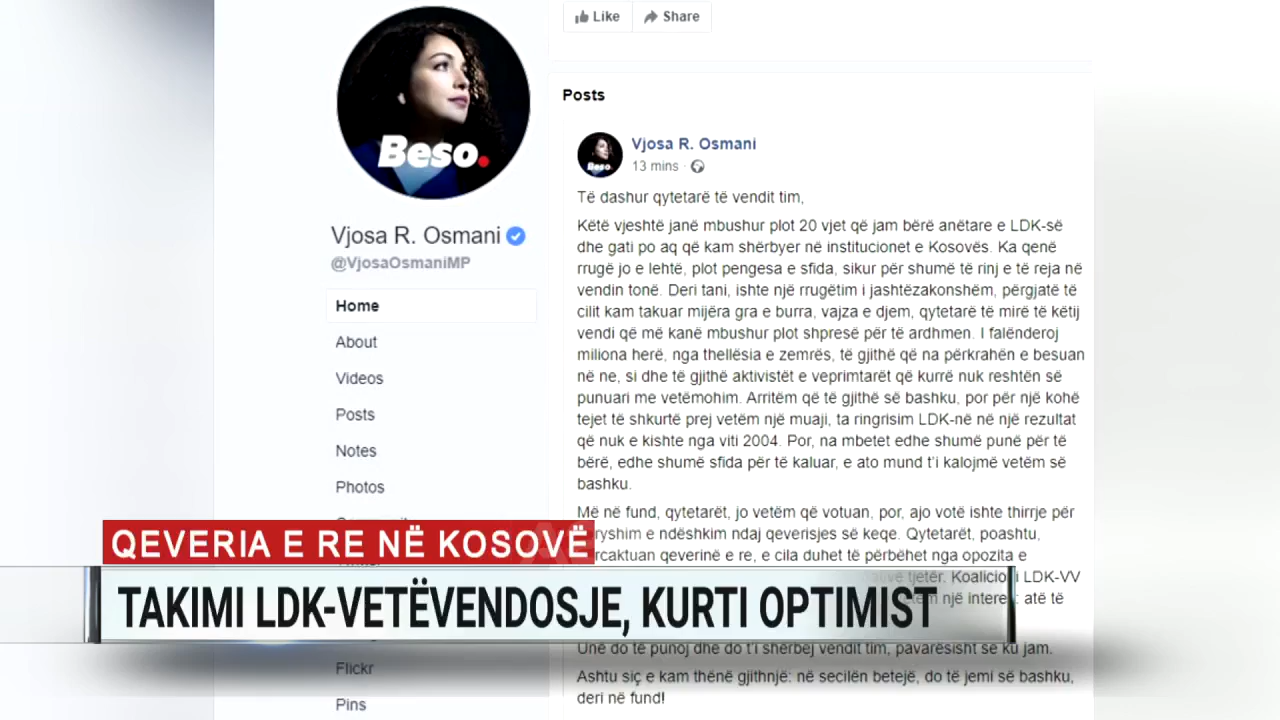 Like Share
Beso.
Vjosa R. Osmani
@VjosaOsmaniMP
Home
About
Videos
Posts
Notes
Photos
Flickr
Pins
Posts
Beso.
Vjosa R. Osmani
13 mins ·
Të dashur qytetarë të vendit tim,
Këtë vjeshtë janë mbushur plot 20 vjet që jam bërë anëtare e LDK-së
dhe gati po aq që kam shërbyer në institucionet e Kosovës. Ka qenë
rrugë jo e lehtë, plot pengesa e sfida, sikur për shumë të rinj e të reja në
vendin tonë. Deri tani, ishte një rrugëtim i jashtëzakonshëm, përgjatë të
cilit kam takuar mijëra gra e burra, vajza e djem, qytetarë të mirë të këtij
vendi që më kanë mbushur plot shpresë për të ardhmen. I falënderoj
miliona herë, nga thellësia e zemrës, të gjithë që na përkrahën e besuan
në ne, si dhe të gjithë aktivistët e veprimtarët që kurrë nuk reshtën së
punuari me vetëmohim. Arritëm që të gjithë së bashku, por për një kohë
tejet të shkurtë prej vetëm një muaji, ta ringrisim LDK-në në një rezultat
që nuk e kishte nga viti 2004. Por, na mbetet edhe shumë punë për të
bërë, edhe shumë sfida për të kaluar, e ato mund t'i kalojmë vetëm së
bashku.
Më në fund, qytetarët, jo vetëm që votuan, por, ajo votë ishte thirrje për
e ndëshkim ndaj qeverisjes së keqe. Qytetarët, poashtu,
qeverinë e re, e cila duhet të përbëhet nga opozita e
tjetër. Koalicioni LDK-VV
një interes: atë të
Unë do të punoj dhe do t'i shërbej vendit tim, pavarësisht se ku jam.
Ashtu siç e kam thënë gjithnjë: në secilën betejë, do të jemi së bashku,
deri në fund!
QEVERIA E RE NË KOSOVË
TAKIMI LDK-VETËVENDOSJE, KURTI OPTIMIST